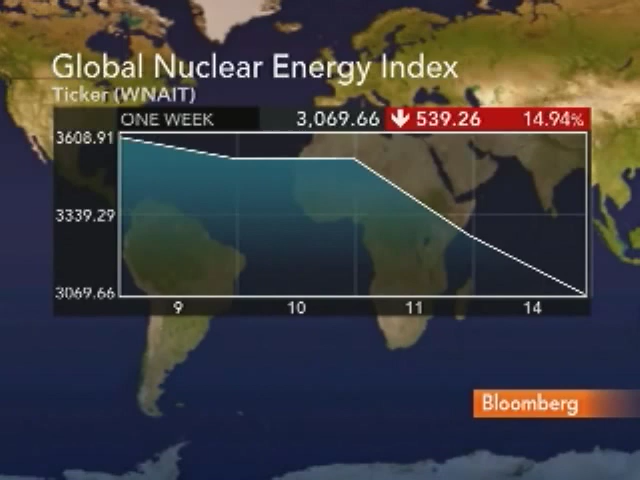 Global Nuclear Energy Index
Ticker (WNAIT)
ONE WEEK 3,069.66 539.26 14.94%
3608.91
3339.29
3069.66
9 10 11 14
Bloomberg